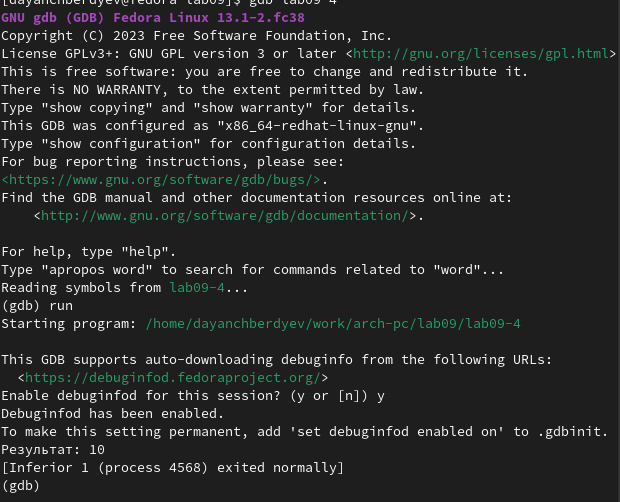 [dayanchberdyev@fedora lab09]$ gdb lab09-4
GNU gdb (GDB) Fedora Linux 13.1-2.fc38
Copyright (C) 2023 Free Software Foundation, Inc.
License GPLv3+: GNU GPL version 3 or later <http://gnu.org/licenses/gpl.html>
This is free software: you are free to change and redistribute it.
There is NO WARRANTY, to the extent permitted by law.
Type "show copying" and "show warranty" for details.
This GDB was configured as "x86_64-redhat-linux-gnu".
Type "show configuration" for configuration details.
For bug reporting instructions, please see:
<https://www.gnu.org/software/gdb/bugs/>.
Find the GDB manual and other documentation resources online at:
    <http://www.gnu.org/software/gdb/documentation/>.

For help, type "help".
Type "apropos word" to search for commands related to "word"...
Reading symbols from lab09-4...
(gdb) run
Starting program: /home/dayanchberdyev/work/arch-pc/lab09/lab09-4

This GDB supports auto-downloading debuginfo from the following URLs:
  <https://debuginfod.fedoraproject.org/>
Enable debuginfod for this session? (y or [n]) y
Debuginfod has been enabled.
To make this setting permanent, add 'set debuginfod enabled on' to .gdbinit.
Результат: 10
[Inferior 1 (process 4568) exited normally]
(gdb)